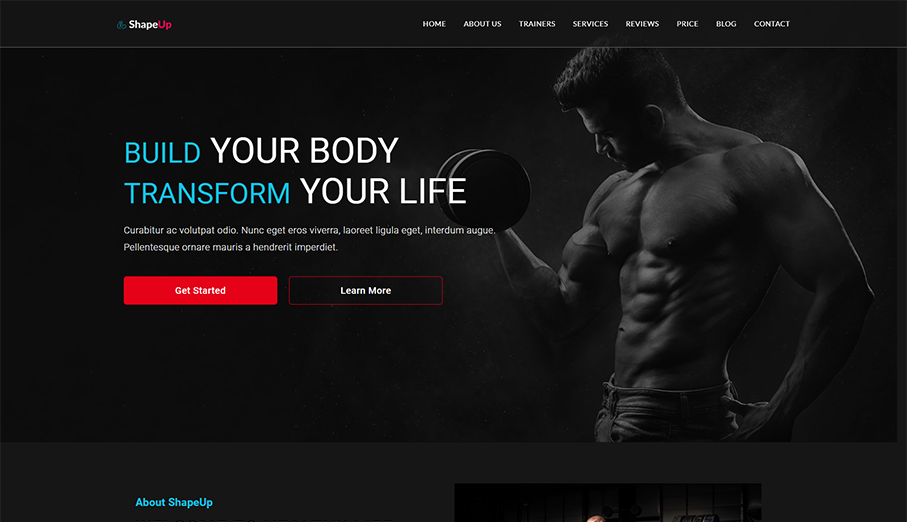 ShapeUp
HOME ABOUT US TRAINERS SERVICES REVIEWS PRICE BLOG CONTACT
BUILD YOUR BODY
TRANSFORM YOUR LIFE
Curabitur ac volutpat odio. Nunc eget eros viverra, laoreet ligula eget, interdum augue.
Pellentesque ornare mauris a hendrerit imperdiet.
Get Started
Learn More
About ShapeUp